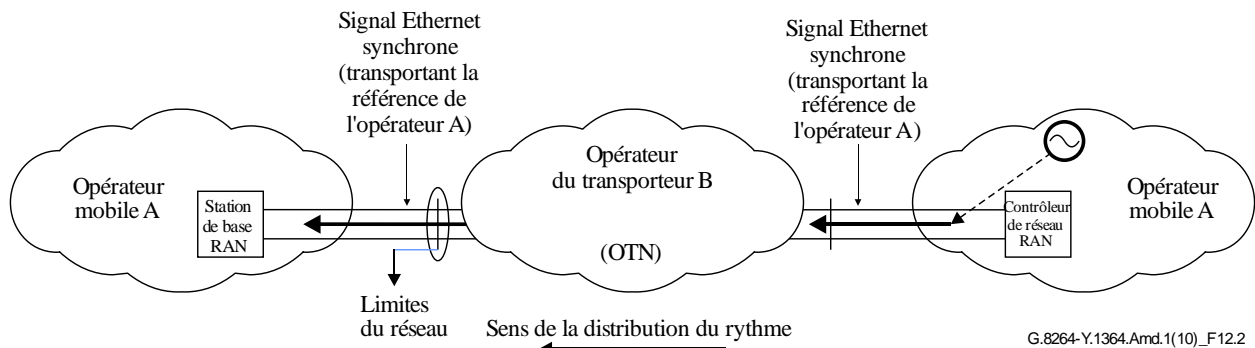 Signal Ethernet
synchrone
(transportant la
référence de
l'opérateur A)
Signal Ethernet
synchrone
(transportant la
référence de
l'opérateur A)
Opérateur
mobile A
Station
de base
RAN
Opérateur
du transporteur B
(OTN)
Contrôleur
de réseau
RAN
Opérateur
mobile A
Limites
du réseau
Sens de la distribution du rythme
G.8264-Y.1364.Amd.1(10)_F12.2